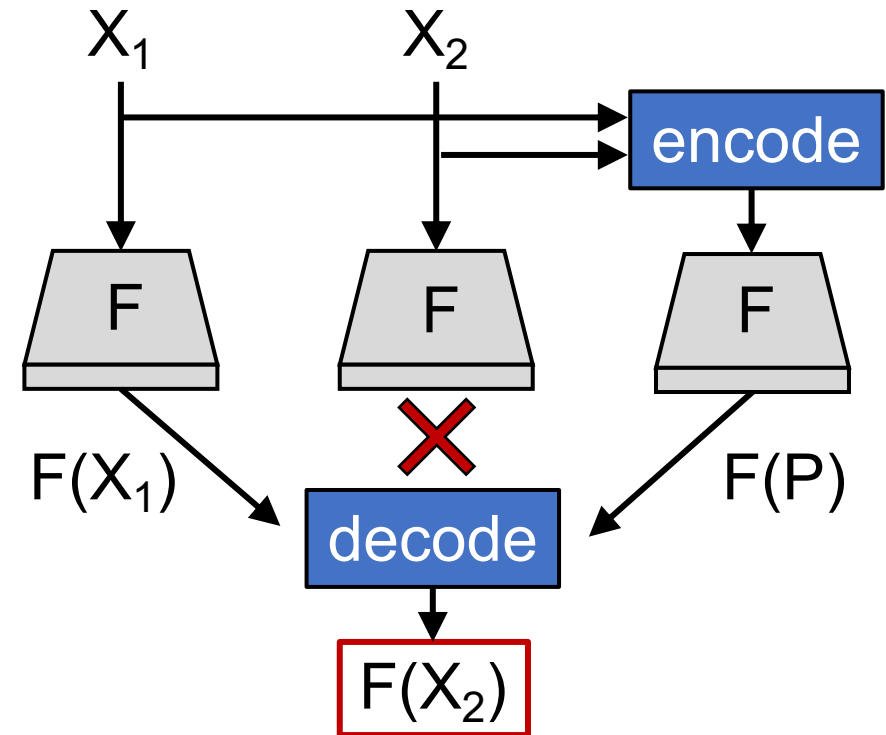 X₁ X₂
encode
F F F
F(X₁) F(P)
decode
F(X₂)